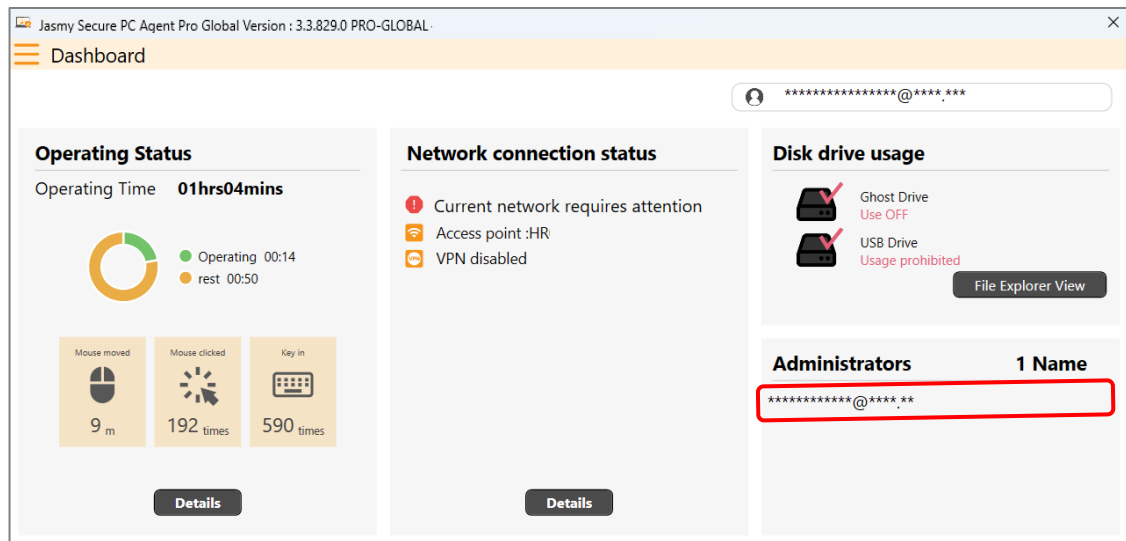 Jasmy Secure PC Agent Pro Global Version : 3.3.829.0 PRO-GLOBAL
Dashboard
****************@****.***
Operating Status
Operating Time 01hrs04mins
Operating 00:14
rest 00:50
Mouse moved
9 m
Mouse clicked
192 times
Key in
590 times
Details
Network connection status
Current network requires attention
Access point :HR
VPN disabled
Details
Disk drive usage
Ghost Drive
Use OFF
USB Drive
Usage prohibited
File Explorer View
Administrators 1 Name
************@****.**